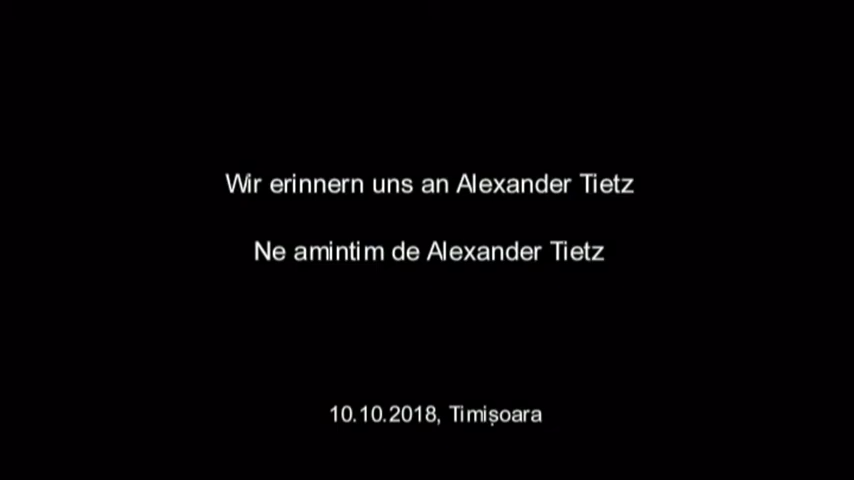 Wir erinnern uns an Alexander Tietz
Ne amintim de Alexander Tietz
10.10.2018, Timișoara